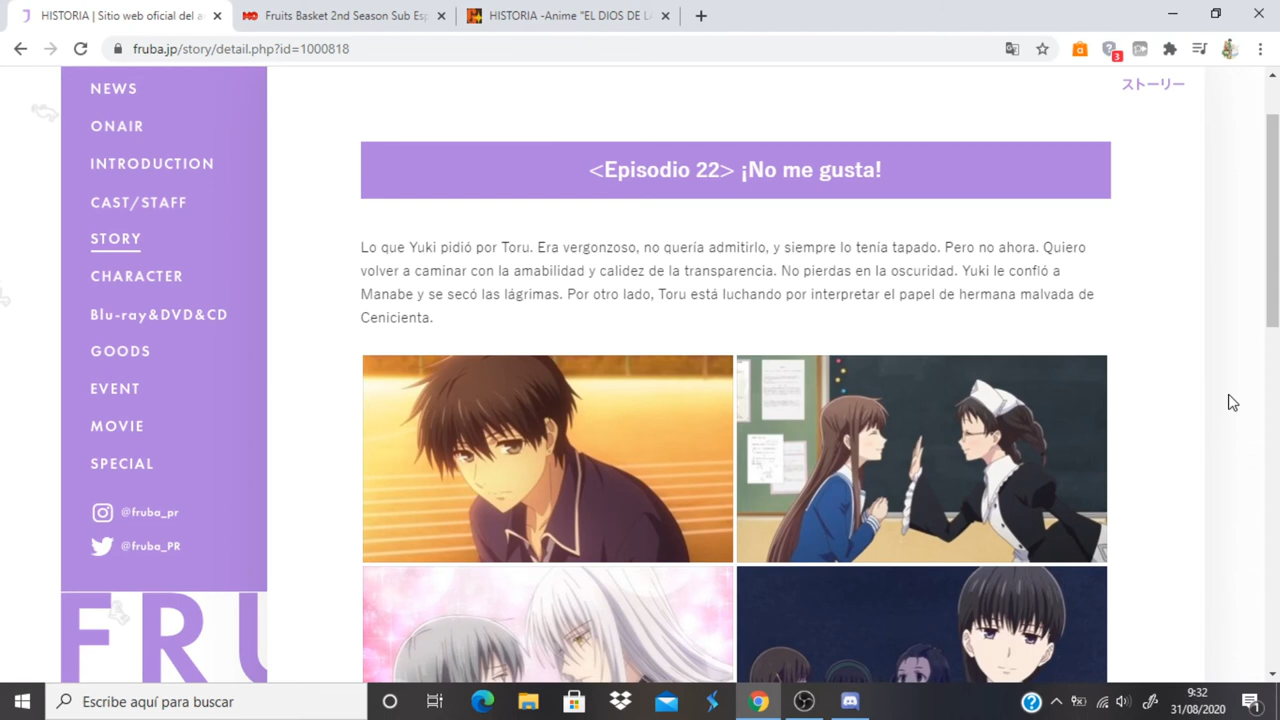 HISTORIA | Sitio web oficial del a
Fruits Basket 2nd Season Sub Esp
HISTORIA -Anime "EL DIOS DE LA
fruba.jp/story/detail.php?id=1000818
3
NEWS
ONAIR
INTRODUCTION
CAST/STAFF
STORY
CHARACTER
Blu-ray&DVD&CD
GOODS
EVENT
MOVIE
SPECIAL
@fruba_pr
@fruba_PR
FRU
ストーリー
<Episodio 22> ¡No me gusta!
Lo que Yuki pidió por Toru. Era vergonzoso, no quería admitirlo, y siempre lo tenía tapado. Pero no ahora. Quiero
volver a caminar con la amabilidad y calidez de la transparencia. No pierdas en la oscuridad. Yuki le confió a
Manabe y se secó las lágrimas. Por otro lado, Toru está luchando por interpretar el papel de hermana malvada de
Cenicienta.
Escribe aquí para buscar
9:32
31/08/2020
1